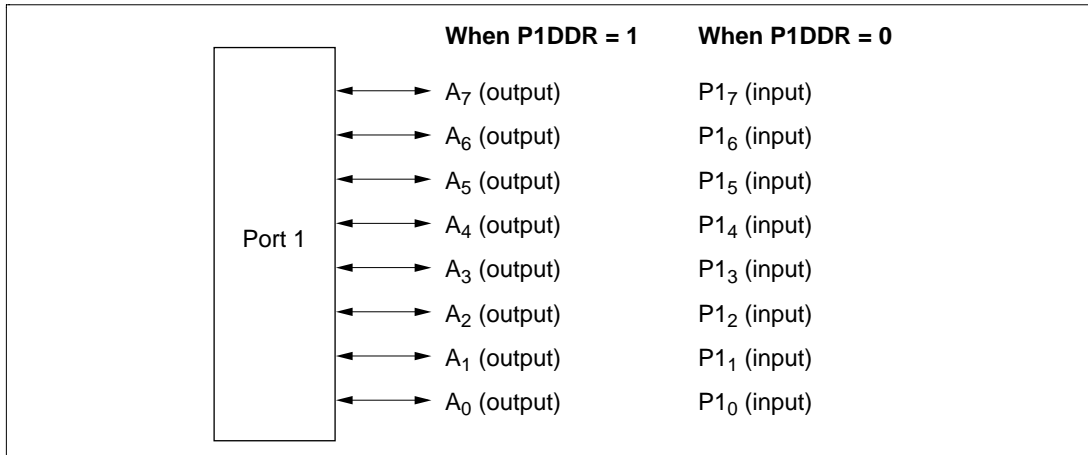 When P1DDR = 1 When P1DDR = 0
A7 (output) P17 (input)
A6 (output) P16 (input)
A5 (output) P15 (input)
Port 1 A4 (output) P14 (input)
A3 (output) P13 (input)
A2 (output) P12 (input)
A1 (output) P11 (input)
A0 (output) P10 (input)